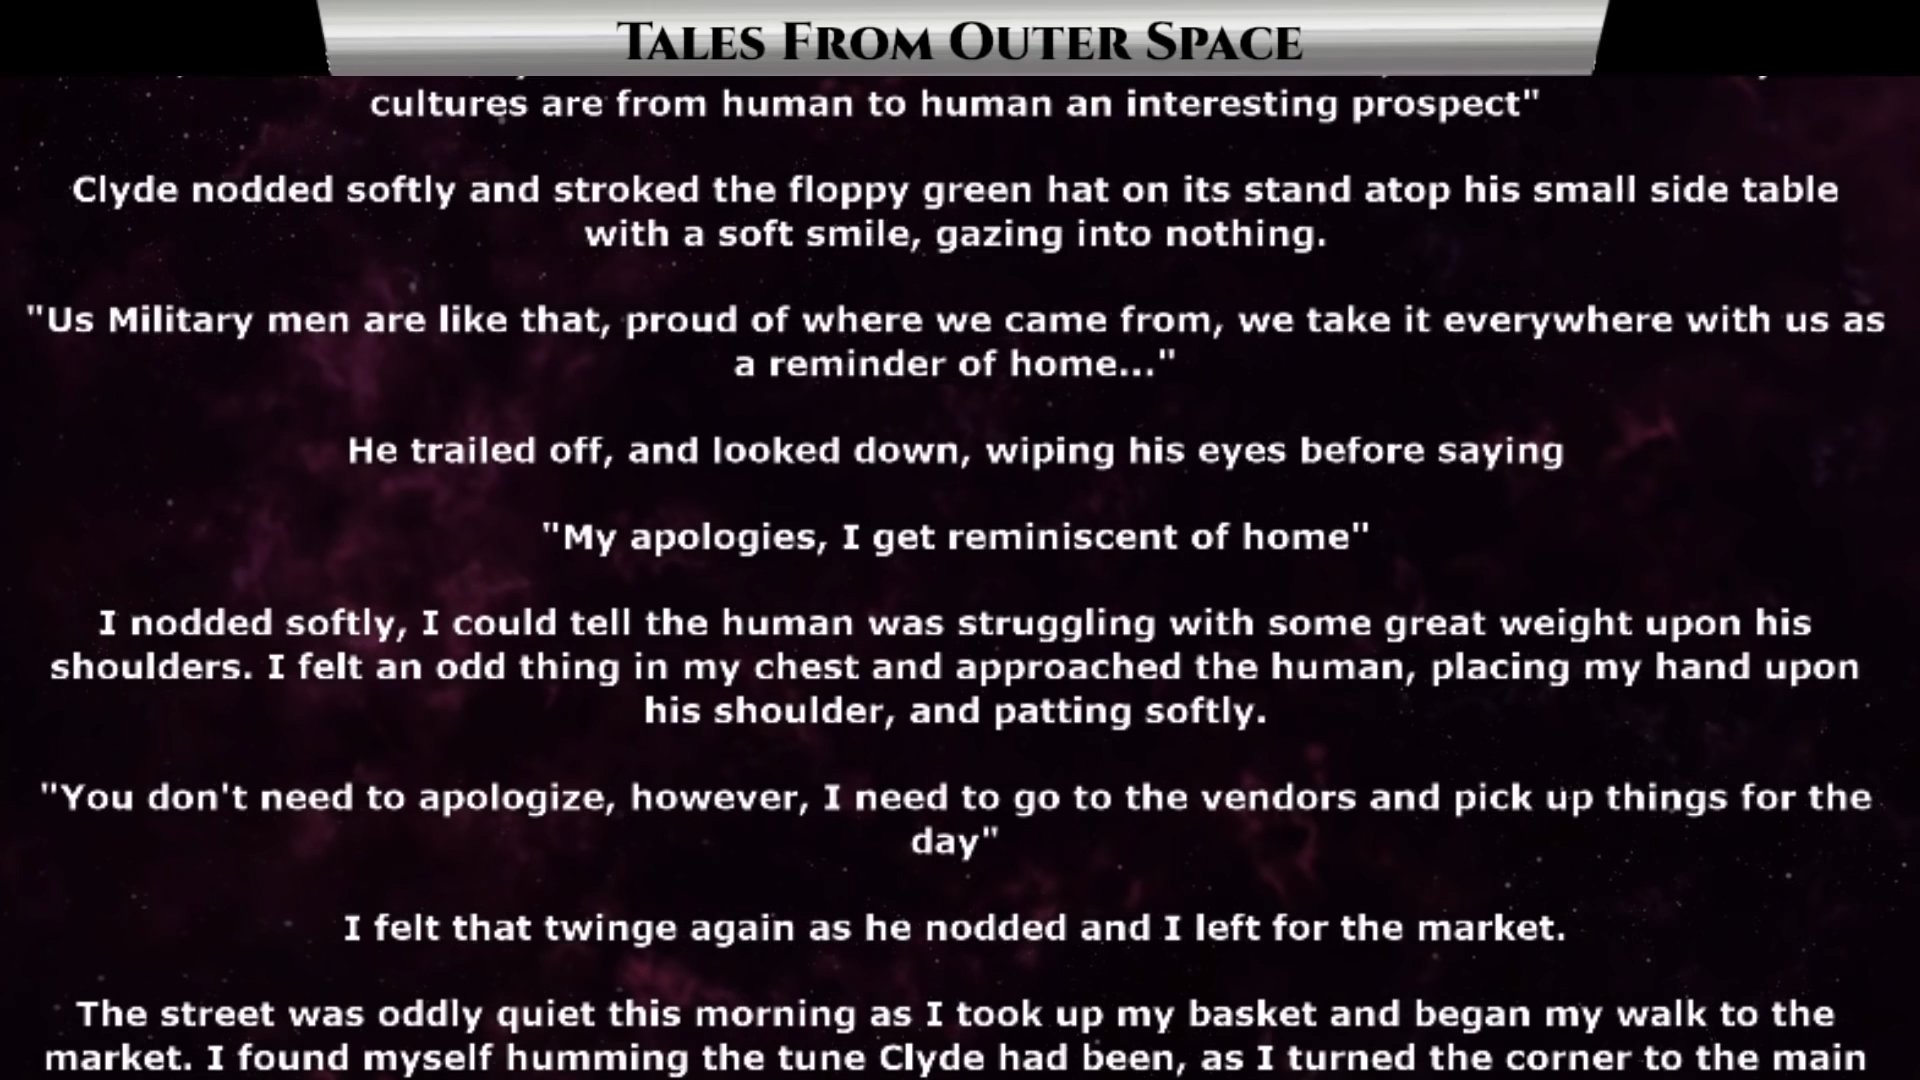 Tales From Outer Space
cultures are from human to human an interesting prospect"
Clyde nodded softly and stroked the floppy green hat on its stand atop his small side table
with a soft smile, gazing into nothing.
"Us Military men are like that, proud of where we came from, we take it everywhere with us as
a reminder of home..."
He trailed off, and looked down, wiping his eyes before saying
"My apologies, I get reminiscent of home"
I nodded softly, I could tell the human was struggling with some great weight upon his
shoulders. I felt an odd thing in my chest and approached the human, placing my hand upon
his shoulder, and patting softly.
"You don't need to apologize, however, I need to go to the vendors and pick up things for the
day"
I felt that twinge again as he nodded and I left for the market.
The street was oddly quiet this morning as I took up my basket and began my walk to the
market. I found myself humming the tune Clyde had been, as I turned the corner to the main